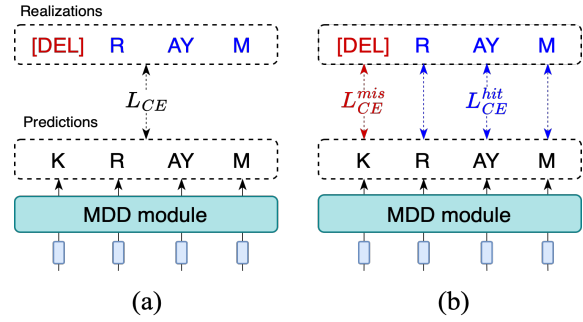 Realizations
[DEL] R AY M
L_CE
Predictions
K R AY M
MDD module
(a)
[DEL] R AY M
L_CE^mis L_CE^hit
K R AY M
MDD module
(b)